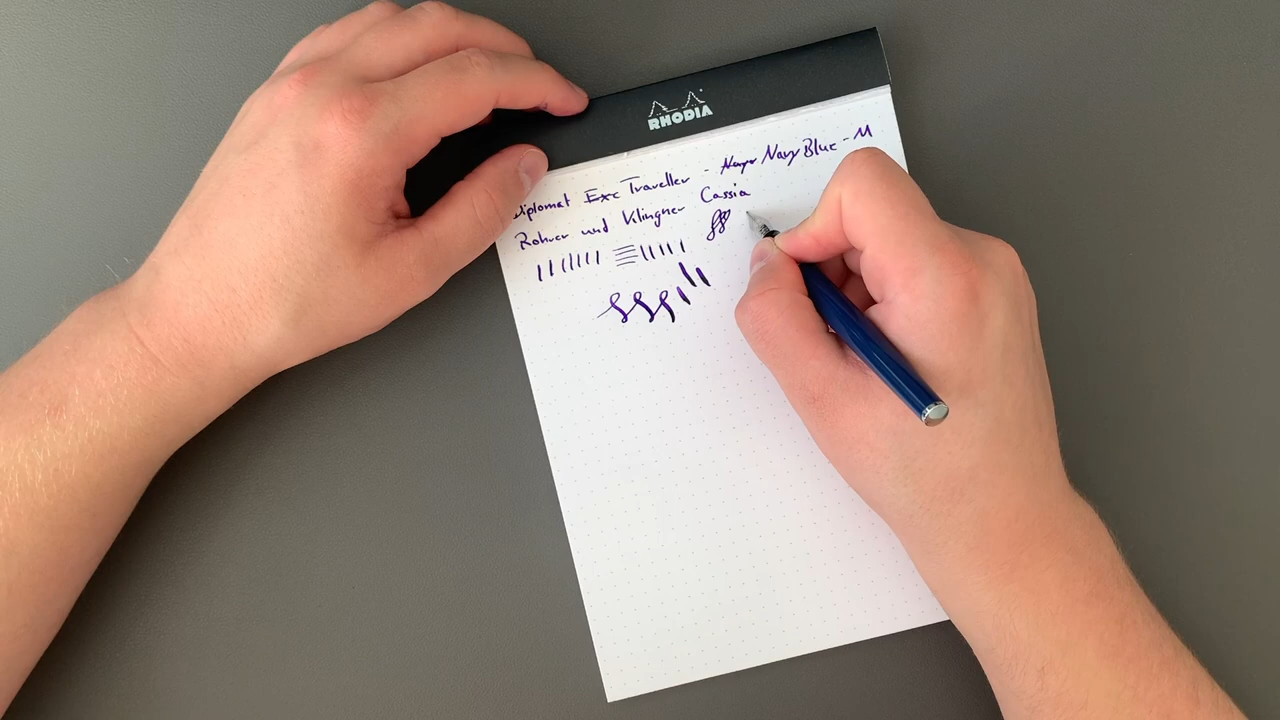 RHODIA
Diplomat Exc Traveller - Navy Blue - M
Rohrer und Klingner Cassia